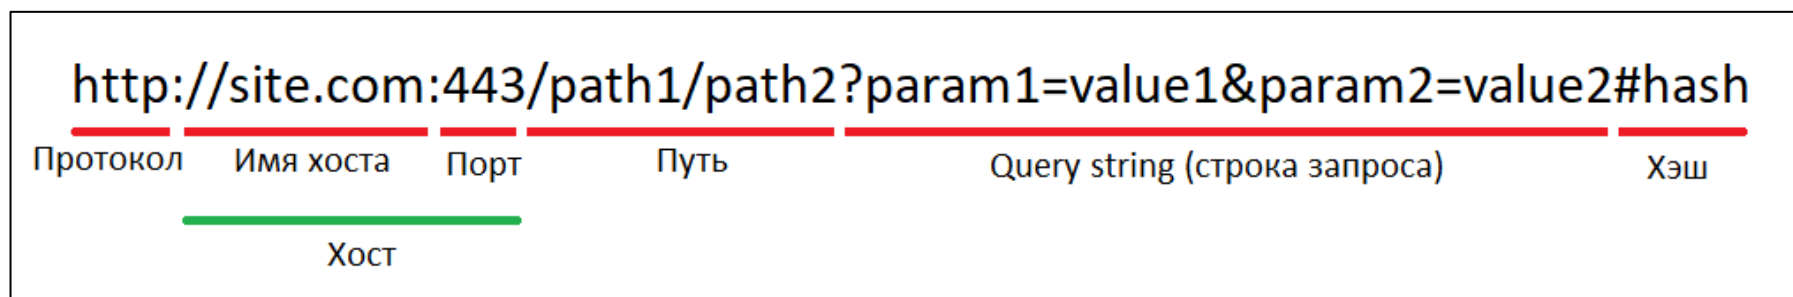 http://site.com:443/path1/path2?param1=value1&param2=value2#hash
Протокол Имя хоста Порт Путь Query string (строка запроса) Хэш
Хост